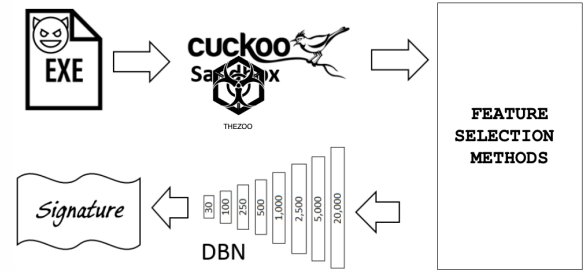 EXE
cuckoo
Sandbox
THEZOO
FEATURE
SELECTION
METHODS
Signature
30
100
250
500
1,000
2,500
5,000
20,000
DBN